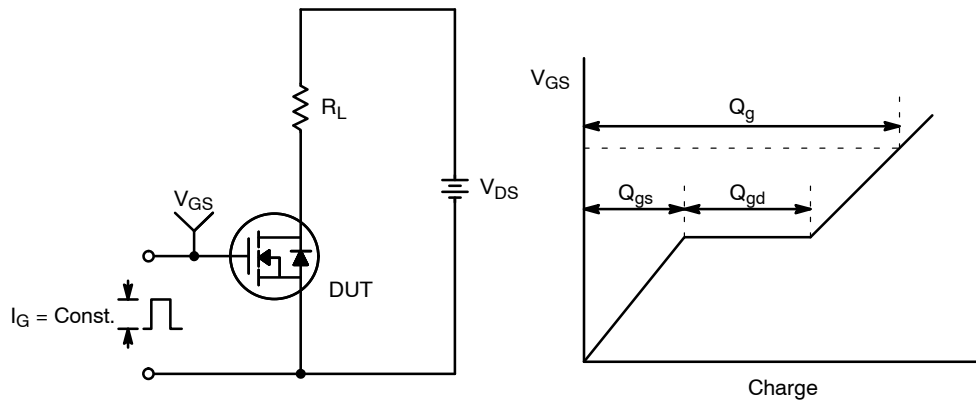 R_L
V_GS
V_DS
DUT
I_G = Const.
V_GS
Q_g
Q_gs
Q_gd
Charge